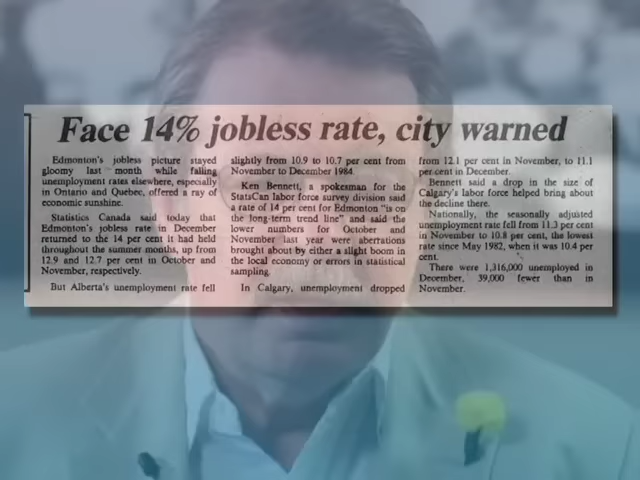 Face 14% jobless rate, city warned
Edmonton's jobless picture stayed
gloomy last month while falling
unemployment rates elsewhere, especially
in Ontario and Quebec, offered a ray of
economic sunshine.
Statistics Canada said today that
Edmonton's jobless rate in December
returned to the 14 per cent it had held
throughout the summer months, up from
12.9 and 12.7 per cent in October and
November, respectively.
But Alberta's unemployment rate fell
slightly from 10.9 to 10.7 per cent from
November to December 1984.
Ken Bennett, a spokesman for the
StatsCan labor force survey division said
a rate of 14 per cent for Edmonton "is on
the long-term trend line" and said the
lower numbers for October and
November last year were aberrations
brought about by either a slight boom in
the local economy or errors in statistical
sampling.
In Calgary, unemployment dropped
from 12.1 per cent in November, to 11.1
per cent in December.
Bennett said a drop in the size of
Calgary's labor force helped bring about
the decline there.
Nationally, the seasonally adjusted
unemployment rate fell from 11.3 per cent
in November to 10.8 per cent, the lowest
rate since May 1982, when it was 10.4 per
cent.
There were 1,316,000 unemployed in
December, 39,000 fewer than in
November.